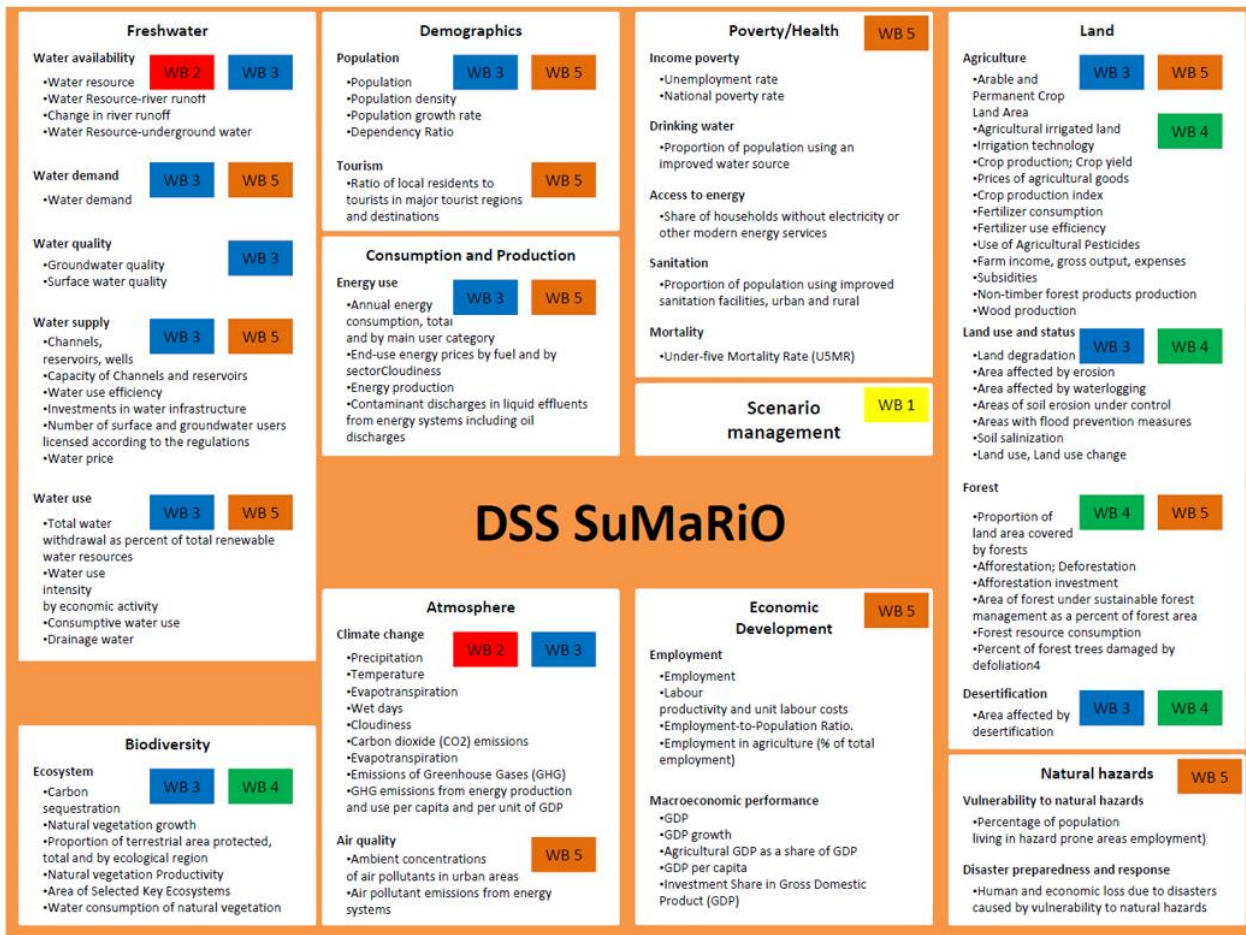 Freshwater
Water availability
WB 2
WB 3
•Water resource
•Water Resource-river runoff
•Change in river runoff
•Water Resource-underground water
Water demand
WB 3
WB 5
•Water demand
Water quality
WB 3
•Groundwater quality
•Surface water quality
Water supply
WB 3
WB 5
•Channels,
reservoirs, wells
•Capacity of Channels and reservoirs
•Water use efficiency
•Investments in water infrastructure
•Number of surface and groundwater users
licensed according to the regulations
•Water price
Water use
WB 3
WB 5
•Total water
withdrawal as percent of total renewable
water resources
•Water use
intensity
by economic activity
•Consumptive water use
•Drainage water
Biodiversity
Ecosystem
WB 3
WB 4
•Carbon
sequestration
•Natural vegetation growth
•Proportion of terrestrial area protected,
total and by ecological region
•Natural vegetation Productivity
•Area of Selected Key Ecosystems
•Water consumption of natural vegetation
Demographics
Population
WB 3
WB 5
•Population
•Population density
•Population growth rate
•Dependency Ratio
Tourism
WB 5
•Ratio of local residents to
tourists in major tourist regions
and destinations
Consumption and Production
Energy use
WB 3
WB 5
•Annual energy
consumption, total
and by main user category
•End-use energy prices by fuel and by
sectorCloudiness
•Energy production
•Contaminant discharges in liquid effluents
from energy systems including oil
discharges
DSS SuMaRiO
Atmosphere
Climate change
WB 2
WB 3
•Precipitation
•Temperature
•Evapotranspiration
•Wet days
•Cloudiness
•Carbon dioxide (CO2) emissions
•Evapotranspiration
•Emissions of Greenhouse Gases (GHG)
•GHG emissions from energy production
and use per capita and per unit of GDP
Air quality
WB 5
•Ambient concentrations
of air pollutants in urban areas
•Air pollutant emissions from energy
systems
Poverty/Health
WB 5
Income poverty
•Unemployment rate
•National poverty rate
Drinking water
•Proportion of population using an
improved water source
Access to energy
•Share of households without electricity or
other modern energy services
Sanitation
•Proportion of population using improved
sanitation facilities, urban and rural
Mortality
•Under-five Mortality Rate (U5MR)
Scenario
management
WB 1
Economic
Development
WB 5
Employment
•Employment
•Labour
productivity and unit labour costs
•Employment-to-Population Ratio.
•Employment in agriculture (% of total
employment)
Macroeconomic performance
•GDP
•GDP growth
•Agricultural GDP as a share of GDP
•GDP per capita
•Investment Share in Gross Domestic
Product (GDP)
Land
Agriculture
WB 3
WB 5
•Arable and
Permanent Crop
Land Area
WB 4
•Agricultural irrigated land
•Irrigation technology
•Crop production; Crop yield
•Prices of agricultural goods
•Crop production index
•Fertilizer consumption
•Fertilizer use efficiency
•Use of Agricultural Pesticides
•Farm income, gross output, expenses
•Subsidities
•Non-timber forest products production
•Wood production
Land use and status
WB 3
WB 4
•Land degradation
•Area affected by erosion
•Area affected by waterlogging
•Areas of soil erosion under control
•Areas with flood prevention measures
•Soil salinization
•Land use, Land use change
Forest
WB 4
WB 5
•Proportion of
land area covered
by forests
•Afforestation; Deforestation
•Afforestation investment
•Area of forest under sustainable forest
management as a percent of forest area
•Forest resource consumption
•Percent of forest trees damaged by
defoliation4
Desertification
WB 3
WB 4
•Area affected by
desertification
Natural hazards
WB 5
Vulnerability to natural hazards
•Percentage of population
living in hazard prone areas employment)
Disaster preparedness and response
•Human and economic loss due to disasters
caused by vulnerability to natural hazards